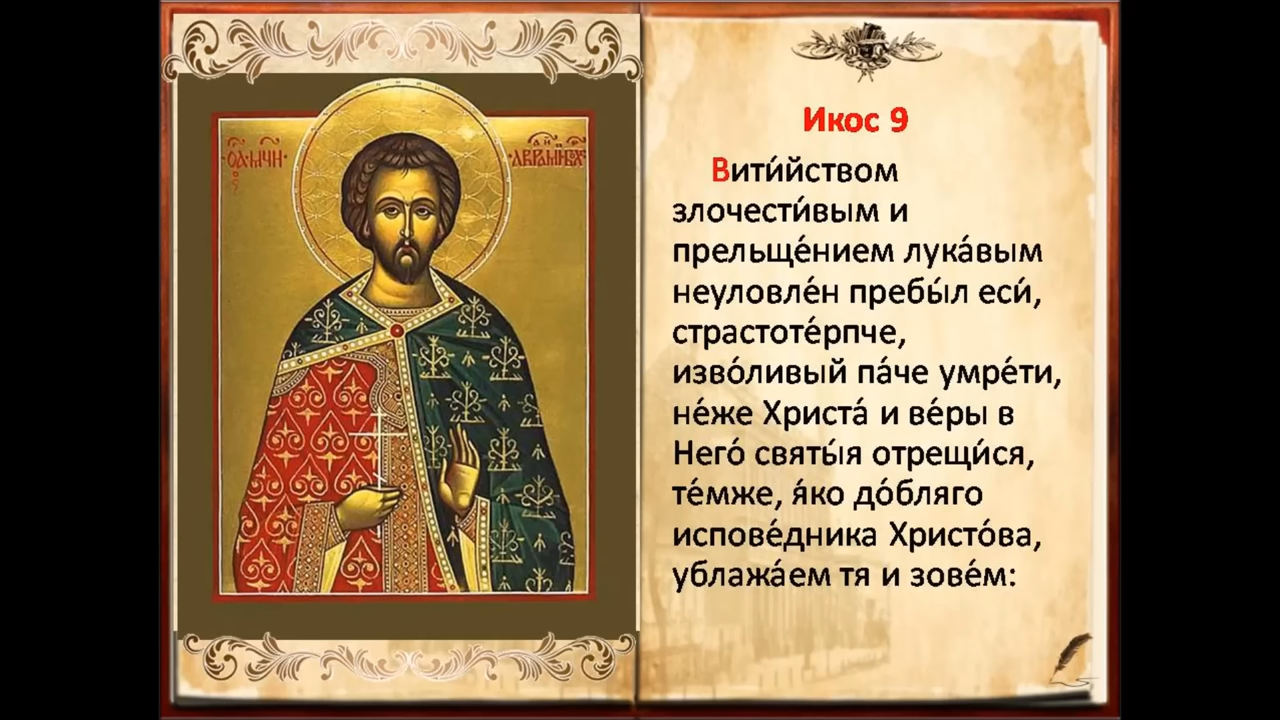 Икос 9
Вити́йством
злочести́вым и
прельще́нием лука́вым
неуловле́н пребы́л еси́,
страстоте́рпче,
изво́ливый па́че умре́ти,
не́же Христа́ и ве́ры в
Него́ святы́я отрещи́ся,
те́мже, я́ко до́бляго
испове́дника Христо́ва,
ублажа́ем тя и зове́м: